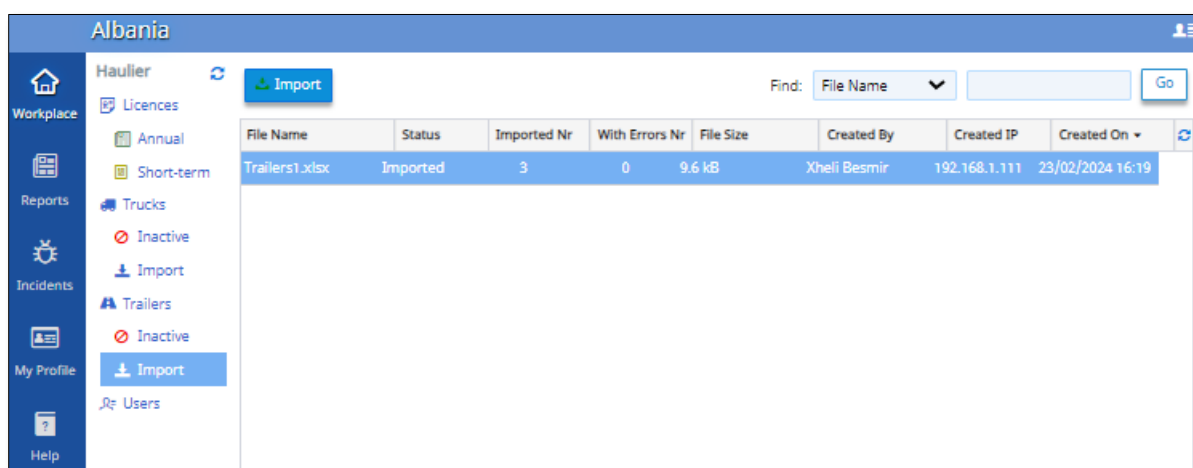 Albania
Workplace
Reports
Incidents
My Profile
Help
Haulier
Licences
Annual
Short-term
Trucks
Inactive
Import
Trailers
Inactive
Import
Users
Import
Find: File Name Go
File Name Status Imported Nr With Errors Nr File Size Created By Created IP Created On
Trailers1.xlsx Imported 3 0 9.6 kB Xheli Besmir 192.168.1.111 23/02/2024 16:19